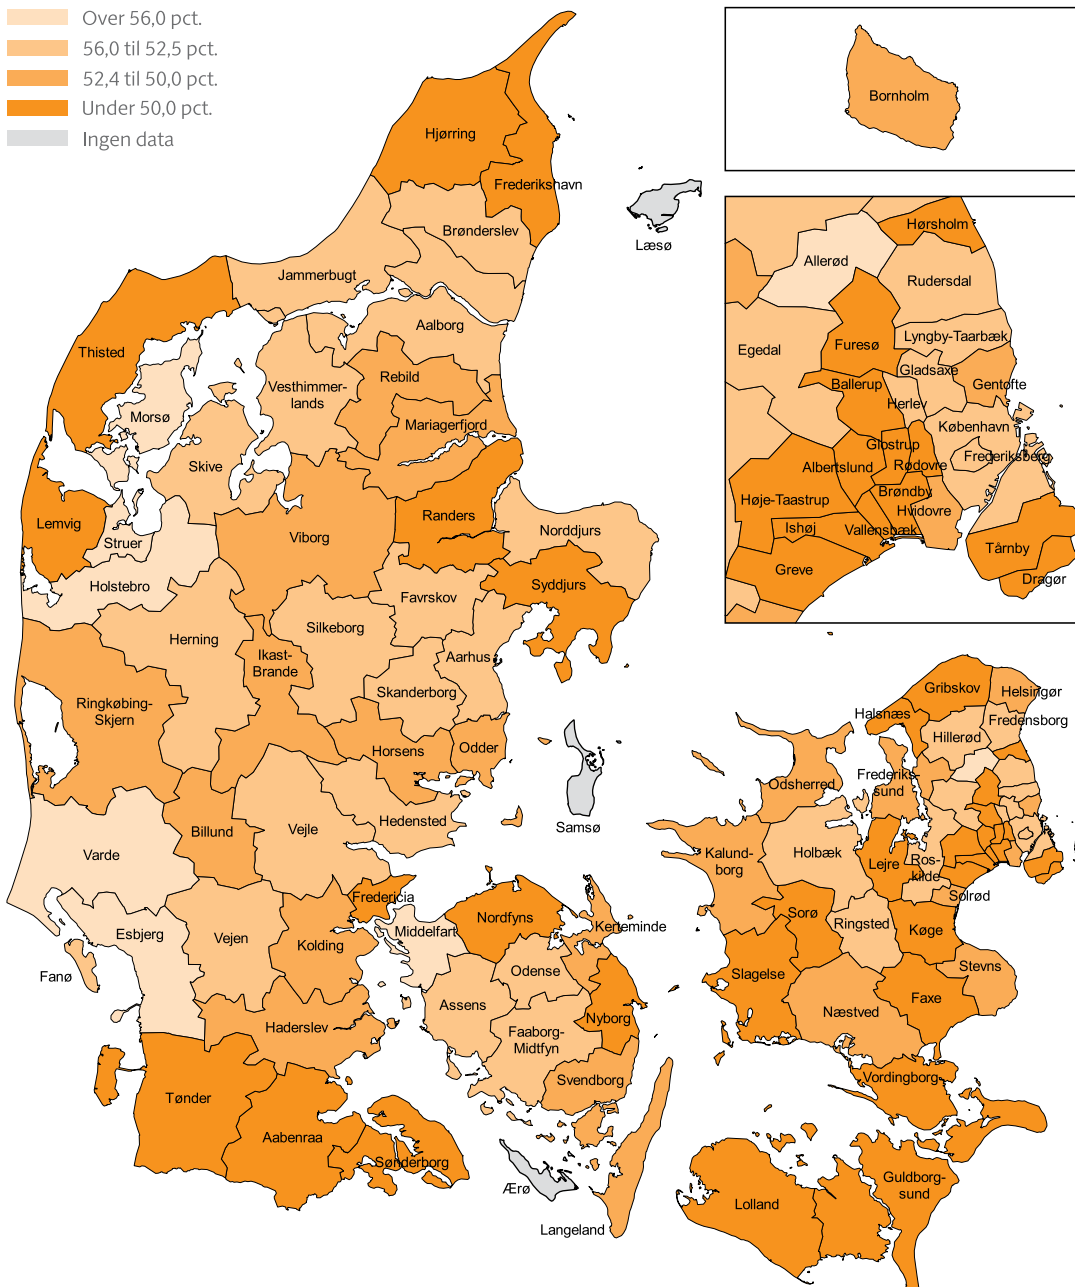 Over 56,0 pct.
56,0 til 52,5 pct.
52,4 til 50,0 pct.
Under 50,0 pct.
Ingen data
Bornholm
Hjørring
Frederikshavn
Læsø
Brønderslev
Jammerbugt
Aalborg
Thisted
Vesthimmer-
lands
Rebild
Morsø
Mariagerfjord
Skive
Lemvig
Randers
Norddjurs
Struer
Viborg
Holstebro
Syddjurs
Favrskov
Silkeborg
Herning
Ikast-
Brande
Aarhus
Skanderborg
Ringkøbing-
Skjern
Horsens
Odder
Samsø
Hedensted
Billund
Vejle
Varde
Fredericia
Esbjerg
Vejen
Kolding
Middelfart
Nordfyns
Kerteminde
Fanø
Odense
Assens
Nyborg
Haderslev
Faaborg-
Midtfyn
Svendborg
Tønder
Aabenraa
Sønderborg
Ærø
Langeland
Hørsholm
Allerød
Rudersdal
Egedal
Furesø
Lyngby-Taarbæk
Gladsaxe
Ballerup
Gentofte
Herlev
København
Glostrup
Frederiksberg
Albertslund
Rødovre
Høje-Taastrup
Brøndby
Hvidovre
Ishøj
Vallensbæk
Greve
Tårnby
Dragør
Gribskov
Helsingør
Halsnæs
Fredensborg
Hillerød
Frederiks-
sund
Odsherred
Kalund-
borg
Holbæk
Lejre
Ros-
kilde
Solrød
Sorø
Ringsted
Køge
Slagelse
Stevns
Faxe
Næstved
Vordingborg
Guldborg-
sund
Lolland